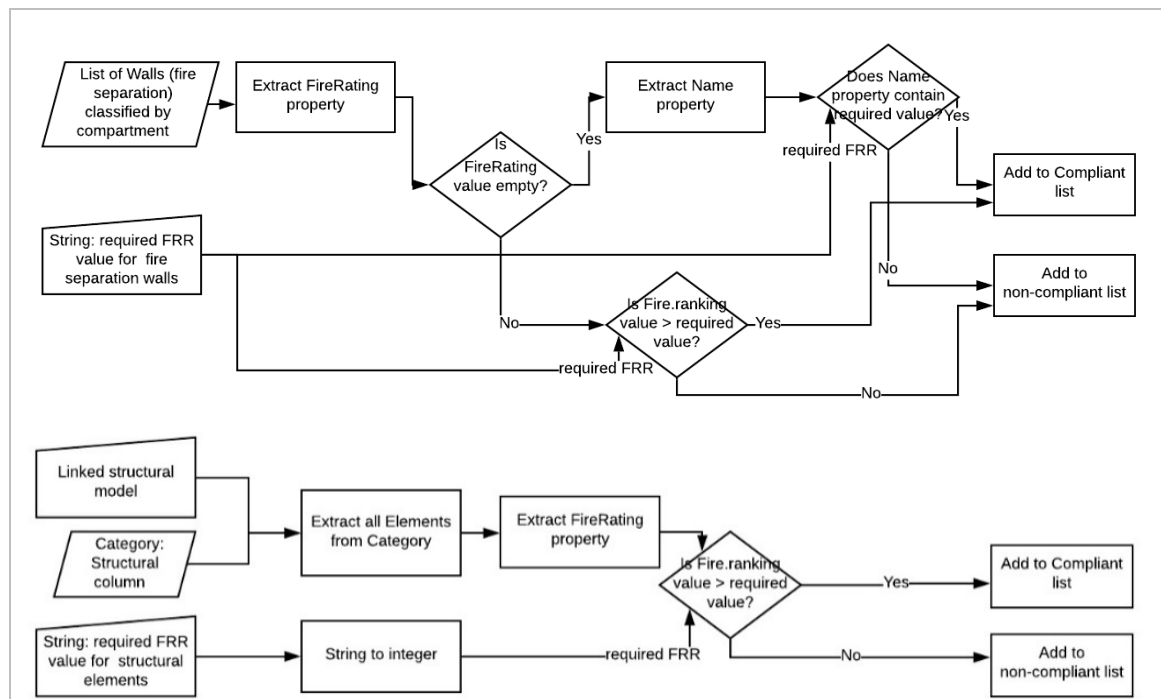 List of Walls (fire
separation)
classified by
compartment
Extract FireRating
property
Is
FireRating
value empty?
Yes
Extract Name
property
Does Name
property contain
required value?
Yes
required FRR
Add to Compliant
list
String: required FRR
value for fire
separation walls
No
Add to
non-compliant list
No
Is Fire.ranking
value > required
value?
Yes
required FRR
No
Linked structural
model
Category:
Structural
column
Extract all Elements
from Category
Extract FireRating
property
Is Fire.ranking
value > required
value?
Yes
Add to Compliant
list
String: required FRR
value for structural
elements
String to integer
required FRR
No
Add to
non-compliant list